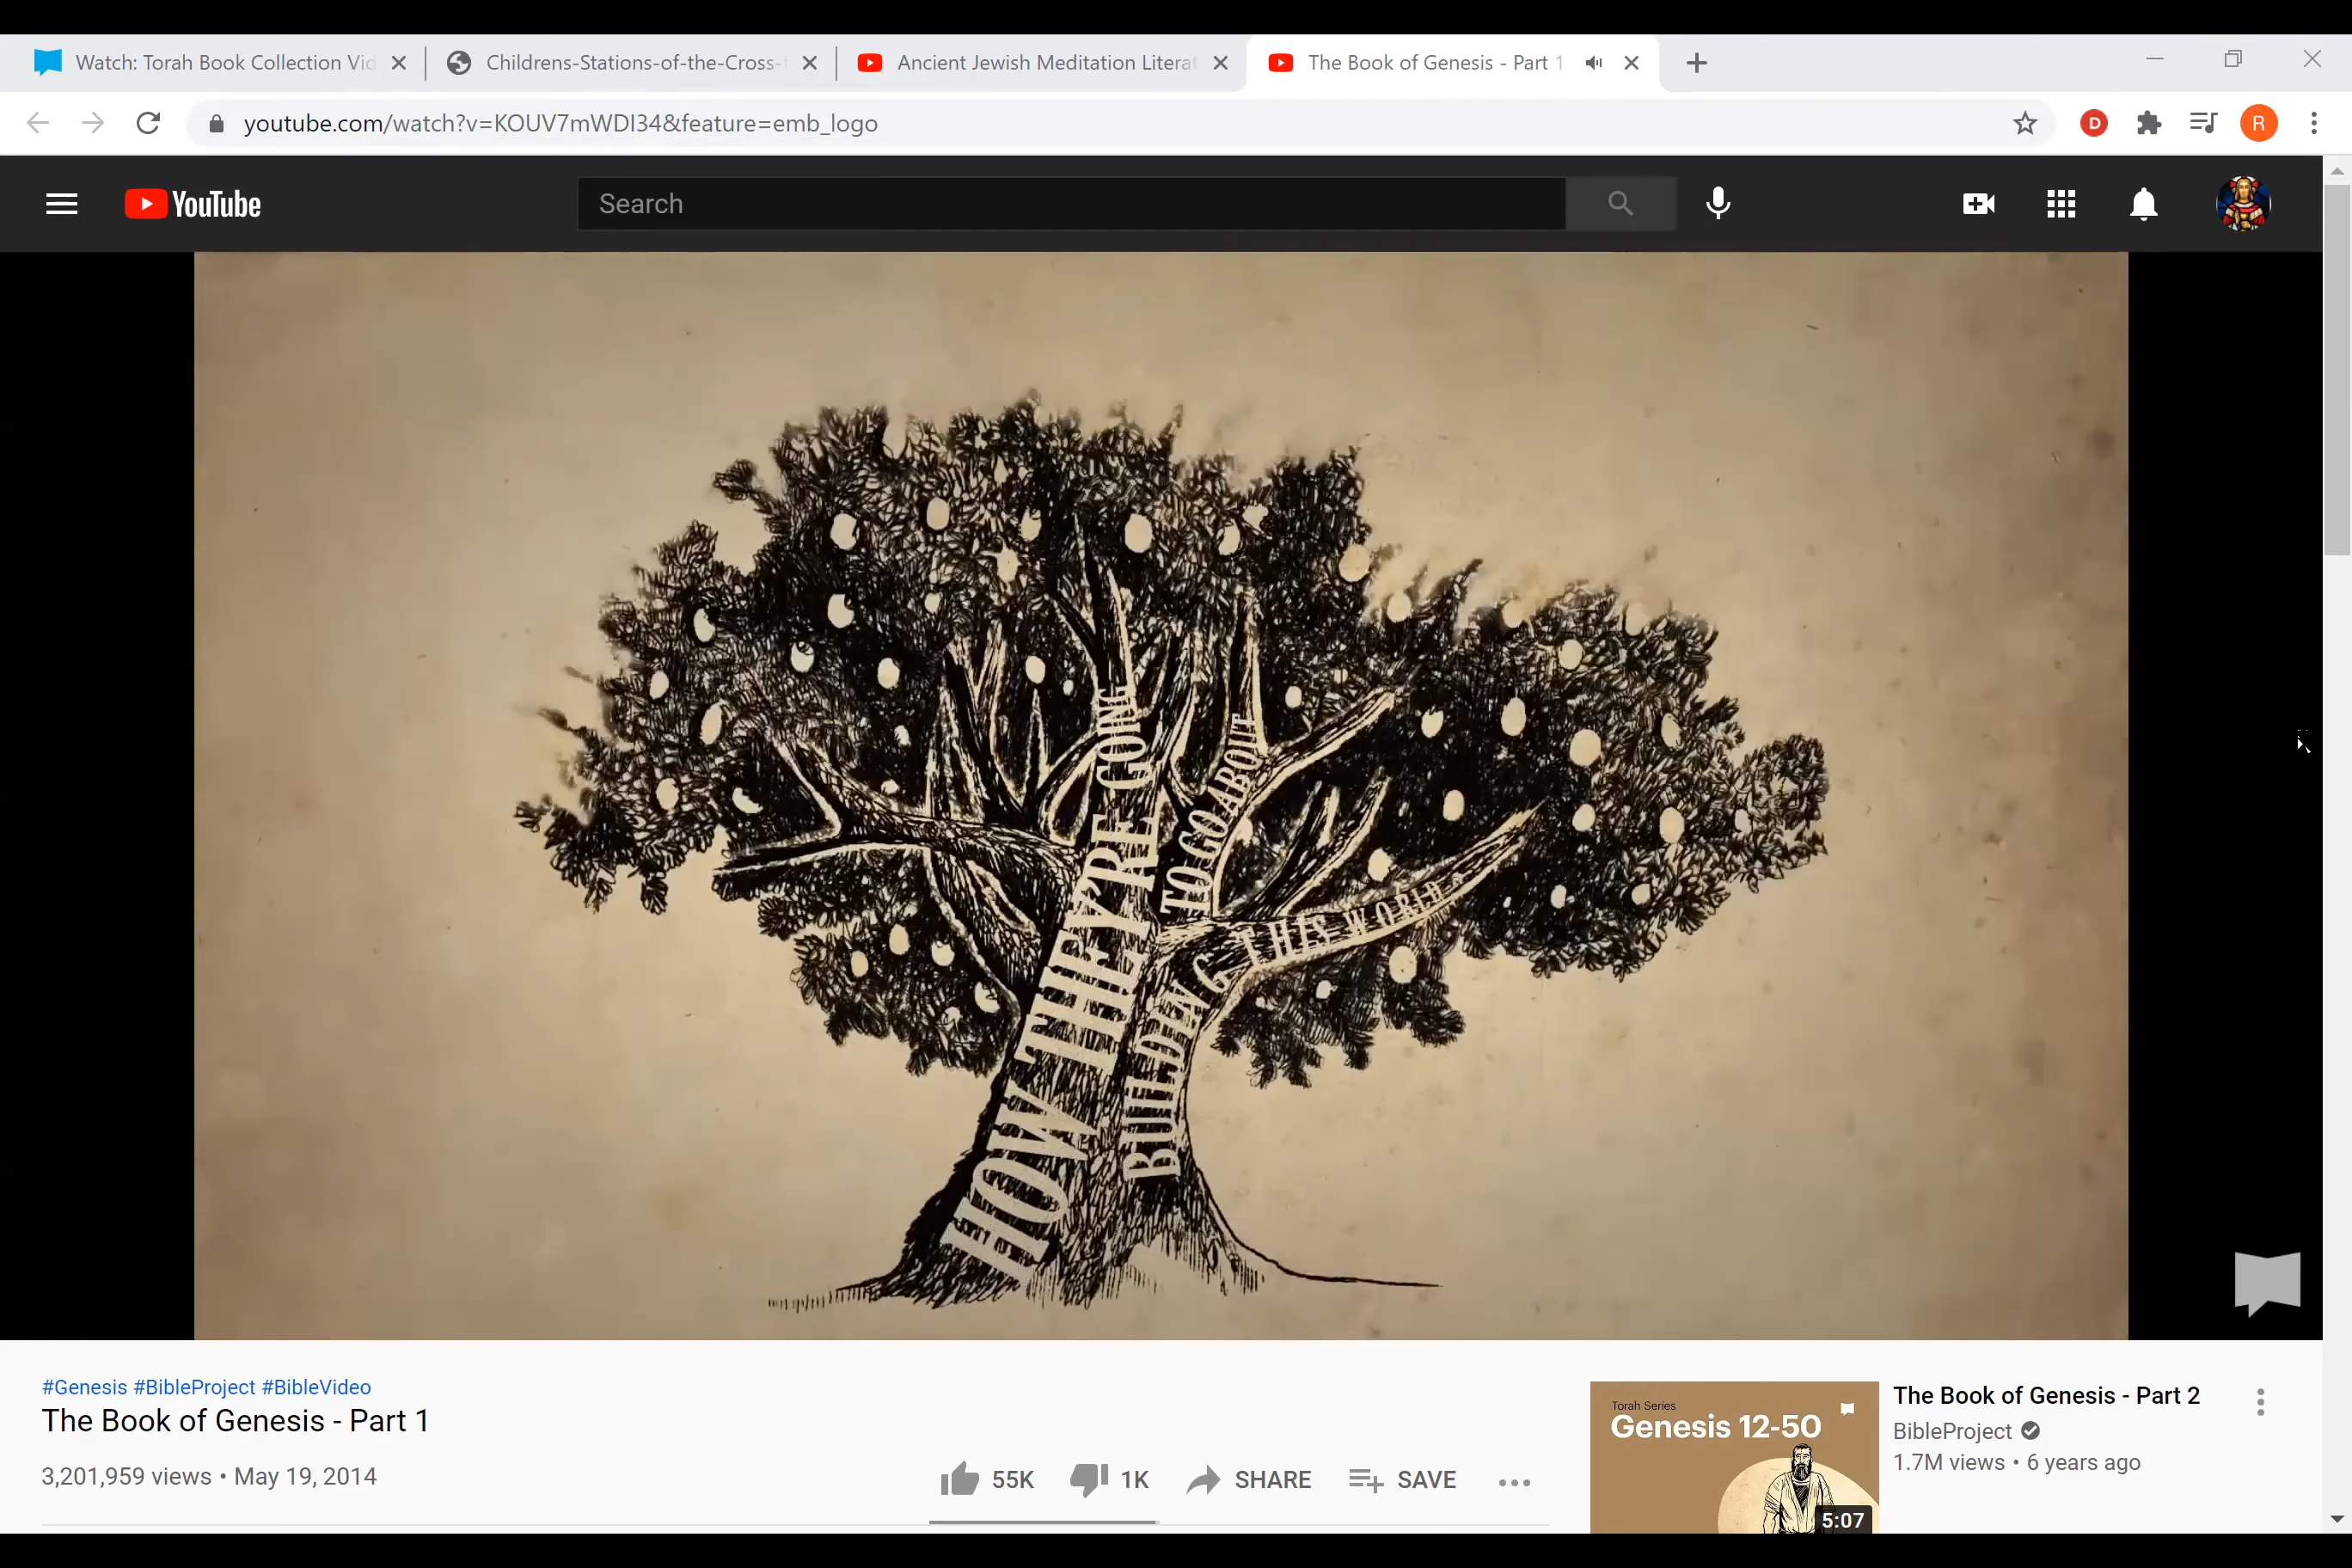 Watch: Torah Book Collection Vid
Childrens-Stations-of-the-Cross-
Ancient Jewish Meditation Literat
The Book of Genesis - Part 1
youtube.com/watch?v=KOUV7mWDI34&feature=emb_logo
D
R
YouTube
Search
HOW THEY'RE GOING
TO GO ABOUT
BUILDING THIS WORLD
#Genesis #BibleProject #BibleVideo
The Book of Genesis - Part 1
3,201,959 views • May 19, 2014
55K
1K
SHARE
SAVE
Torah Series
Genesis 12-50
5:07
The Book of Genesis - Part 2
BibleProject
1.7M views • 6 years ago